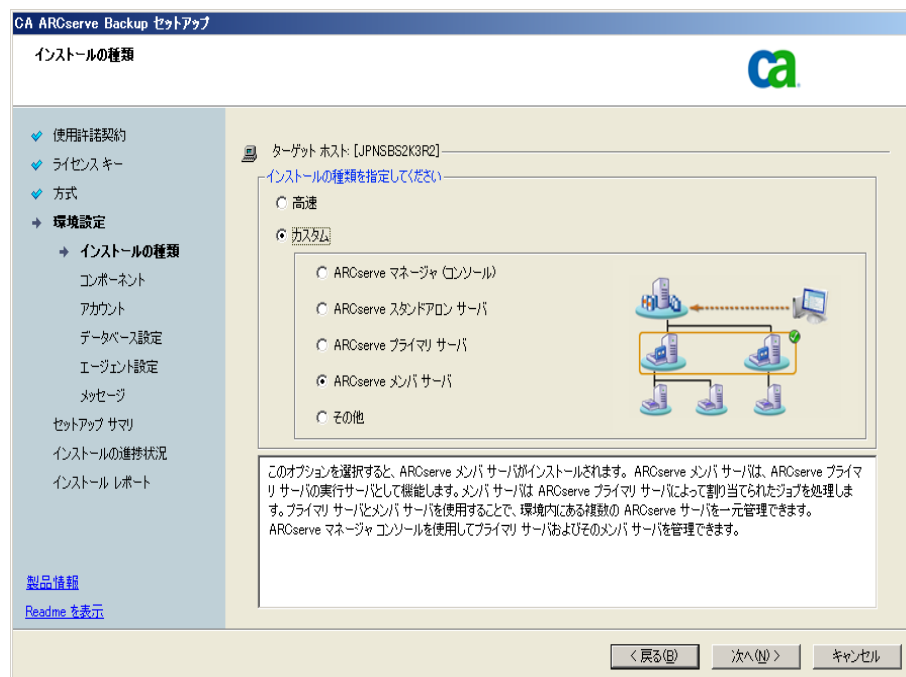 CA ARCserve Backup セットアップ
インストールの種類
ca
使用許諾契約
ライセンス キー
方式
環境設定
インストールの種類
コンポーネント
アカウント
データベース設定
エージェント設定
メッセージ
セットアップ サマリ
インストールの進捗状況
インストール レポート
製品情報
Readme を表示
ターゲット ホスト: [JPNSBS2K3R2]
インストールの種類を指定してください
高速
カスタム
ARCserve マネージャ (コンソール)
ARCserve スタンドアロン サーバ
ARCserve プライマリ サーバ
ARCserve メンバ サーバ
その他
このオプションを選択すると、ARCserve メンバ サーバがインストールされます。 ARCserve メンバ サーバは、ARCserve プライマ
リ サーバの実行サーバとして機能します。メンバ サーバは ARCserve プライマリ サーバによって割り当てられたジョブを処理しま
す。プライマリ サーバとメンバ サーバを使用することで、環境内にある複数の ARCserve サーバを一元管理できます。
ARCserve マネージャ コンソールを使用してプライマリ サーバおよびそのメンバ サーバを管理できます。
< 戻る(B)
次へ(N) >
キャンセル